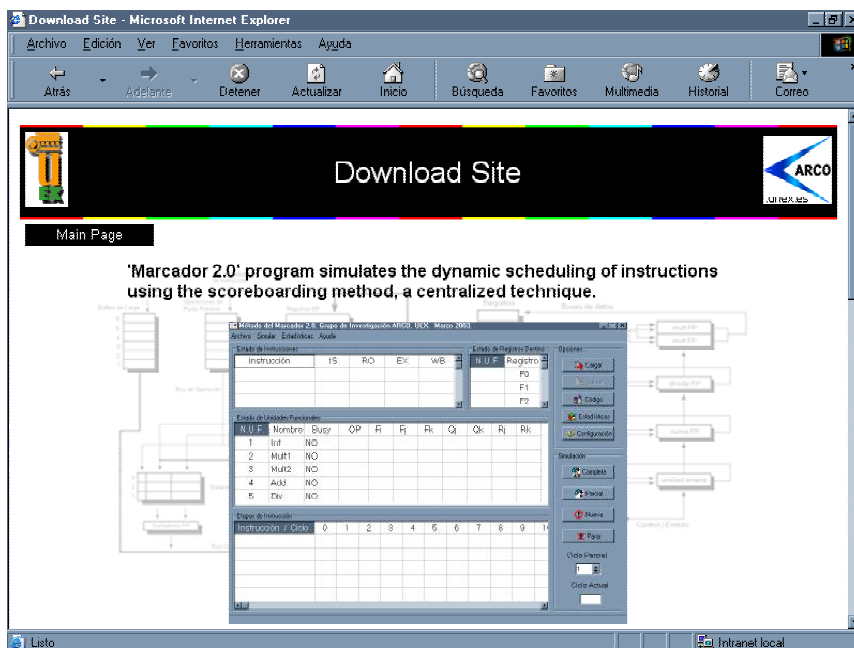 Download Site - Microsoft Internet Explorer
Archivo Edición Ver Favoritos Herramientas Ayuda
Atrás Adelante Detener Actualizar Inicio Búsqueda Favoritos Multimedia Historial Correo
UEX
Download Site
ARCO
.unex.es
Main Page
'Marcador 2.0' program simulates the dynamic scheduling of instructions
using the scoreboarding method, a centralized technique.
Método del Marcador 2.0. Grupo de Investigación ARCO. UEX. Marzo 2003.
Archivo Simular Estadísticas Ayuda
Estado de Instrucciones
Instrucción IS RO EX WB
Estado de Registros Destino
N.U.F. Registro
F0
F1
F2
Opciones
Cargar
Código
Estadísticas
Configuración
Estado de Unidades Funcionales
N.U.F. Nombre Busy OP Fi Fj Fk Qj Qk Rj Rk
1 Int NO
2 Mult1 NO
3 Mult2 NO
4 Add NO
5 Div NO
Simulación
Completa
Parcial
Nueva
Parar
Ciclo Parcial
1
Ciclo Actual
Etapas de Instrucción
Instrucción / Ciclo 0 1 2 3 4 5 6 7 8 9
Listo
Intranet local